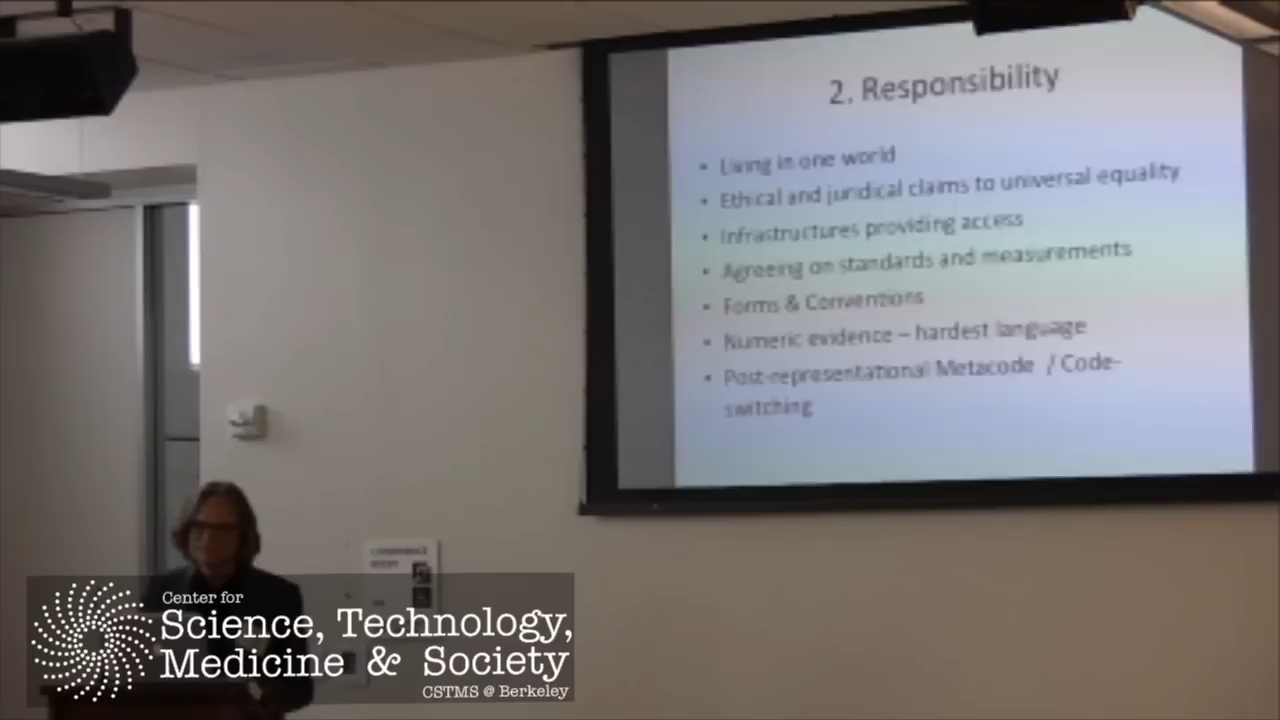 2. Responsibility
• Living in one world
• Ethical and juridical claims to universal equality
• Infrastructures providing access
• Agreeing on standards and measurements
• Forms & Conventions
• Numeric evidence – hardest language
• Post-representational Metacode / Code-
switching
CONFERENCE
ROOM
Center for
Science, Technology,
Medicine & Society
CSTMS @ Berkeley